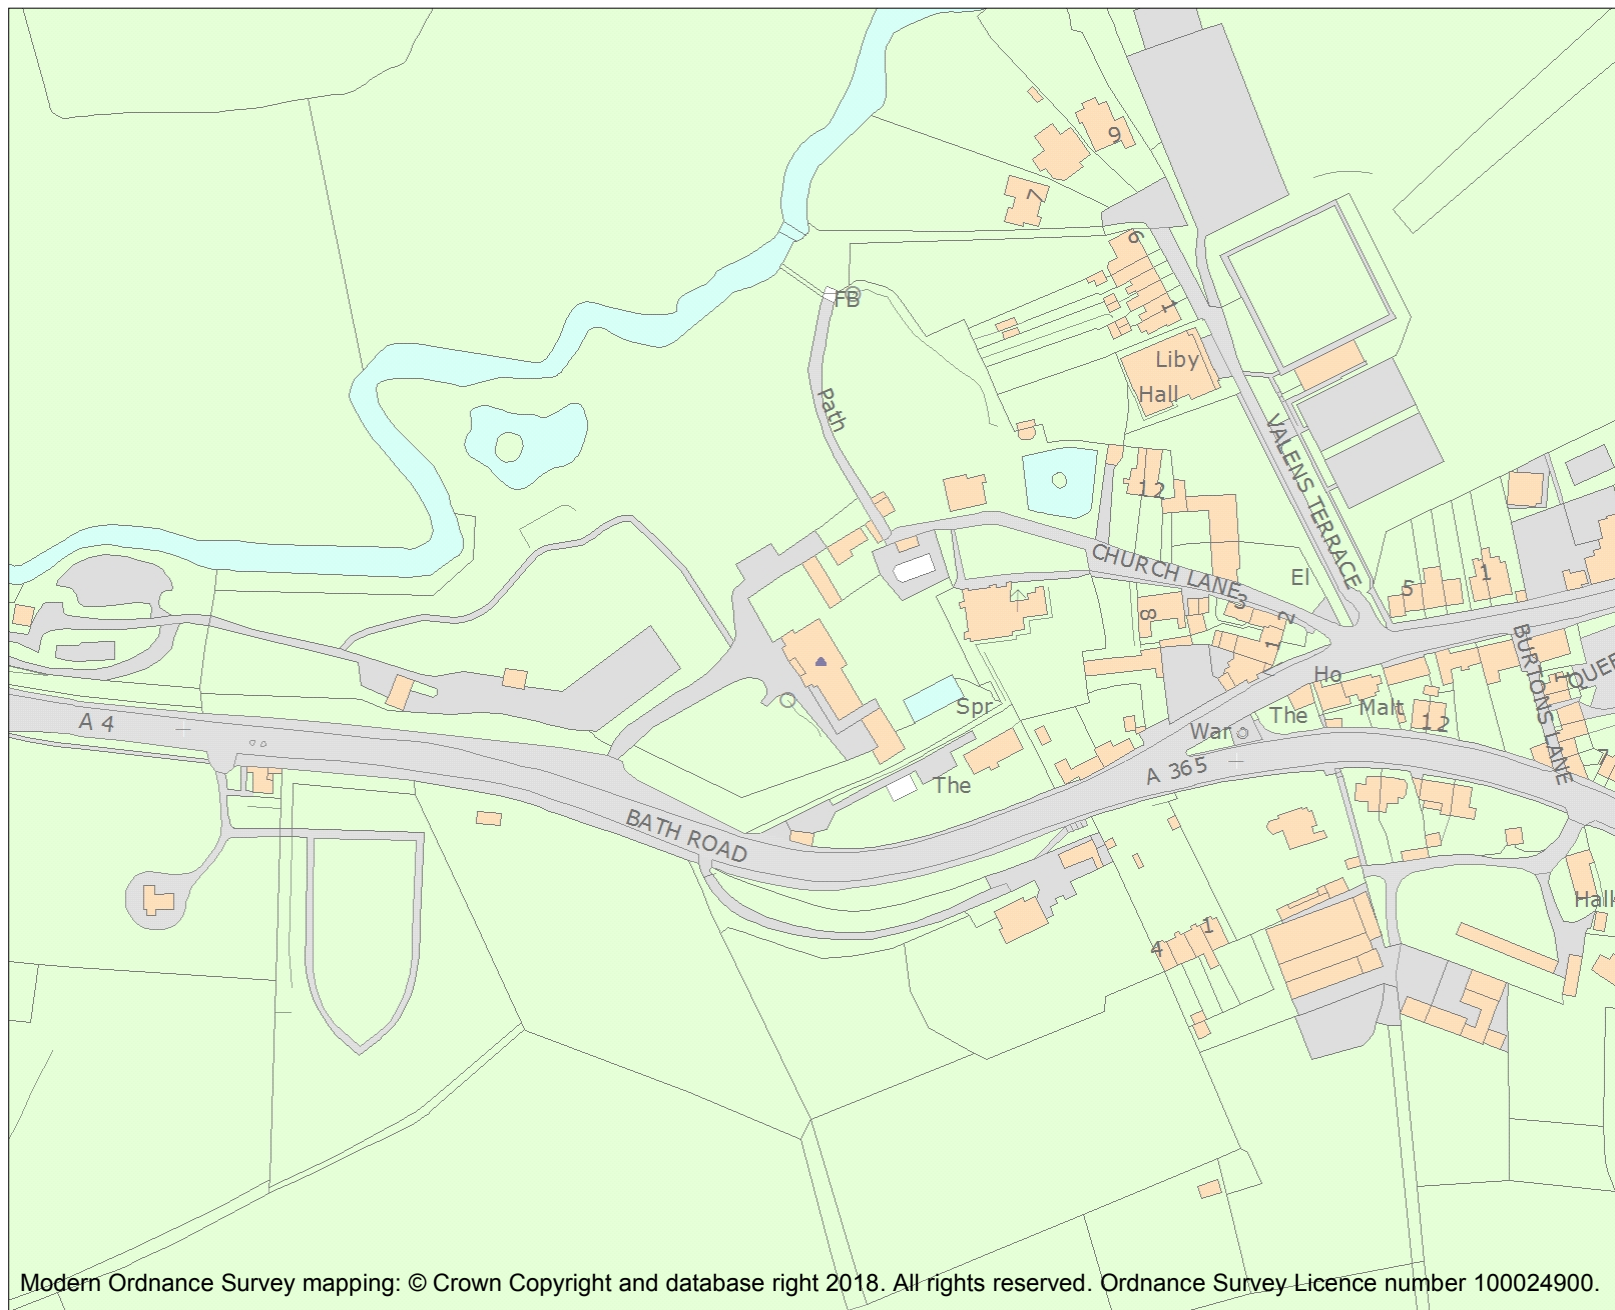 9
7
6
1
FB
Liby
Hall
Path
VALENS TERRACE
12
CHURCH LANE
El
5
1
8
3
2
1
BURTONS LANE
QUEE
Ho
A 4
Spr
The
Malt
12
War
7
A 365
The
BATH ROAD
Hall
1
4
Modern Ordnance Survey mapping: © Crown Copyright and database right 2018. All rights reserved. Ordnance Survey Licence number 100024900.